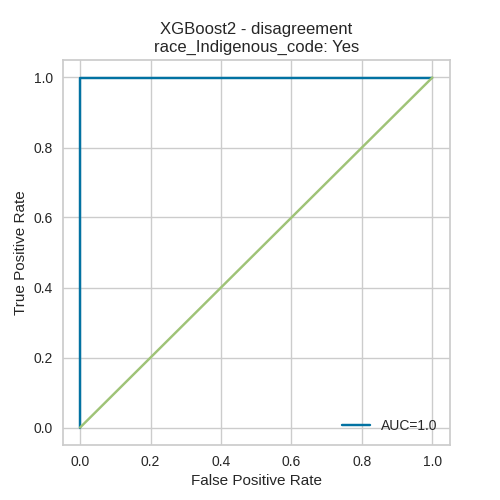 XGBoost2 - disagreement
race_Indigenous_code: Yes
1.0
0.8
0.6
0.4
0.2
0.0
True Positive Rate
AUC=1.0
0.0 0.2 0.4 0.6 0.8 1.0
False Positive Rate